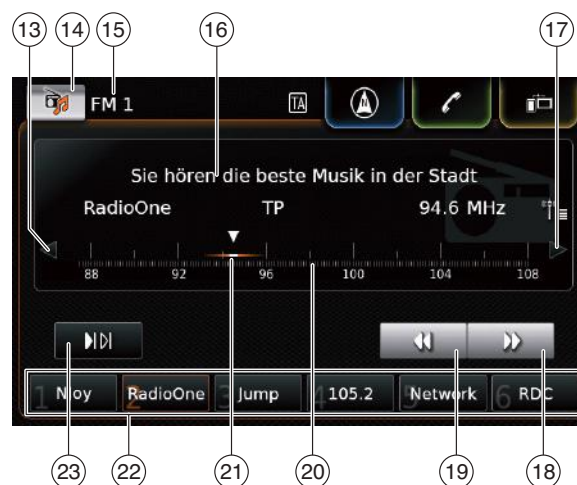 13 14 15 16 17
FM 1 TA
Sie hören die beste Musik in der Stadt
RadioOne TP 94.6 MHz
88 92 96 100 104 108
1 Njoy 2 RadioOne 3 Jump 4 105.2 5 Network 6 RDC
23 22 21 20 19 18